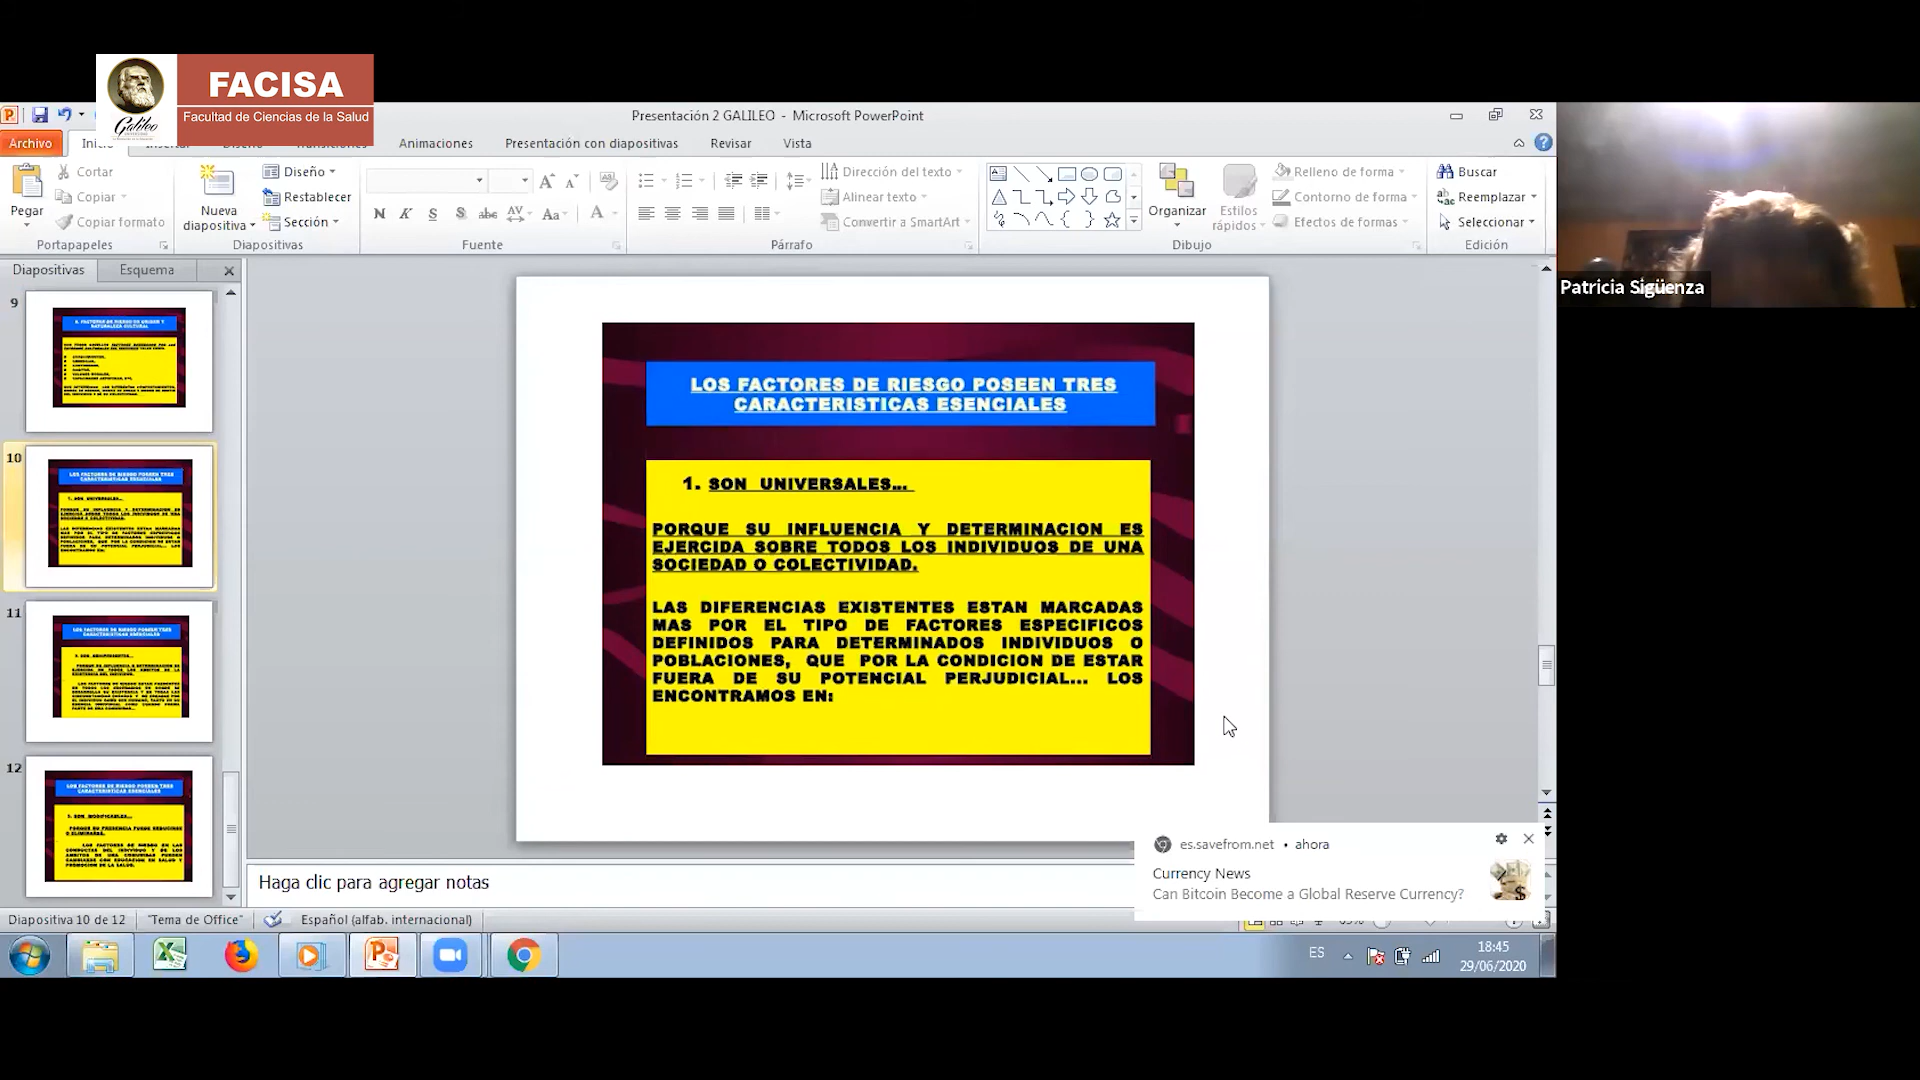 FACISA
Facultad de Ciencias de la Salud
Galileo
Presentación 2 GALILEO - Microsoft PowerPoint
Archivo
Animaciones
Presentación con diapositivas
Revisar
Vista
Pegar
Cortar
Copiar
Copiar formato
Portapapeles
Nueva
diapositiva
Diseño
Restablecer
Sección
Diapositivas
Fuente
Dirección del texto
Alinear texto
Convertir a SmartArt
Párrafo
Organizar
Estilos
rápidos
Relleno de forma
Contorno de forma
Efectos de formas
Dibujo
Buscar
Reemplazar
Seleccionar
Edición
Patricia Sigüenza
Diapositivas
Esquema
9
10
11
12
LOS FACTORES DE RIESGO POSEEN TRES
CARACTERISTICAS ESENCIALES
1. SON UNIVERSALES...
PORQUE SU INFLUENCIA Y DETERMINACION ES
EJERCIDA SOBRE TODOS LOS INDIVIDUOS DE UNA
SOCIEDAD O COLECTIVIDAD.
LAS DIFERENCIAS EXISTENTES ESTAN MARCADAS
MAS POR EL TIPO DE FACTORES ESPECIFICOS
DEFINIDOS PARA DETERMINADOS INDIVIDUOS O
POBLACIONES, QUE POR LA CONDICION DE ESTAR
FUERA DE SU POTENCIAL PERJUDICIAL... LOS
ENCONTRAMOS EN:
Haga clic para agregar notas
es.savefrom.net • ahora
Currency News
Can Bitcoin Become a Global Reserve Currency?
Diapositiva 10 de 12
"Tema de Office"
Español (alfab. internacional)
ES
18:45
29/06/2020